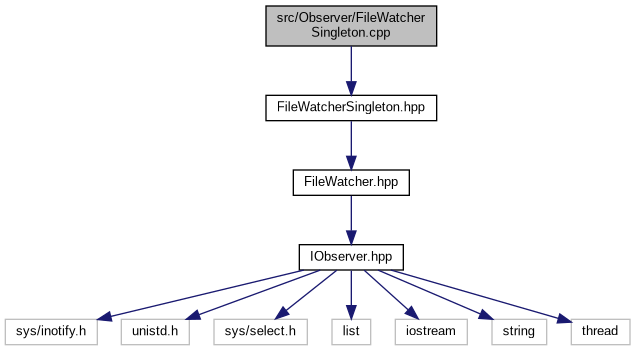 src/Observer/FileWatcher
Singleton.cpp
FileWatcherSingleton.hpp
FileWatcher.hpp
IObserver.hpp
sys/inotify.h
unistd.h
sys/select.h
list
iostream
string
thread